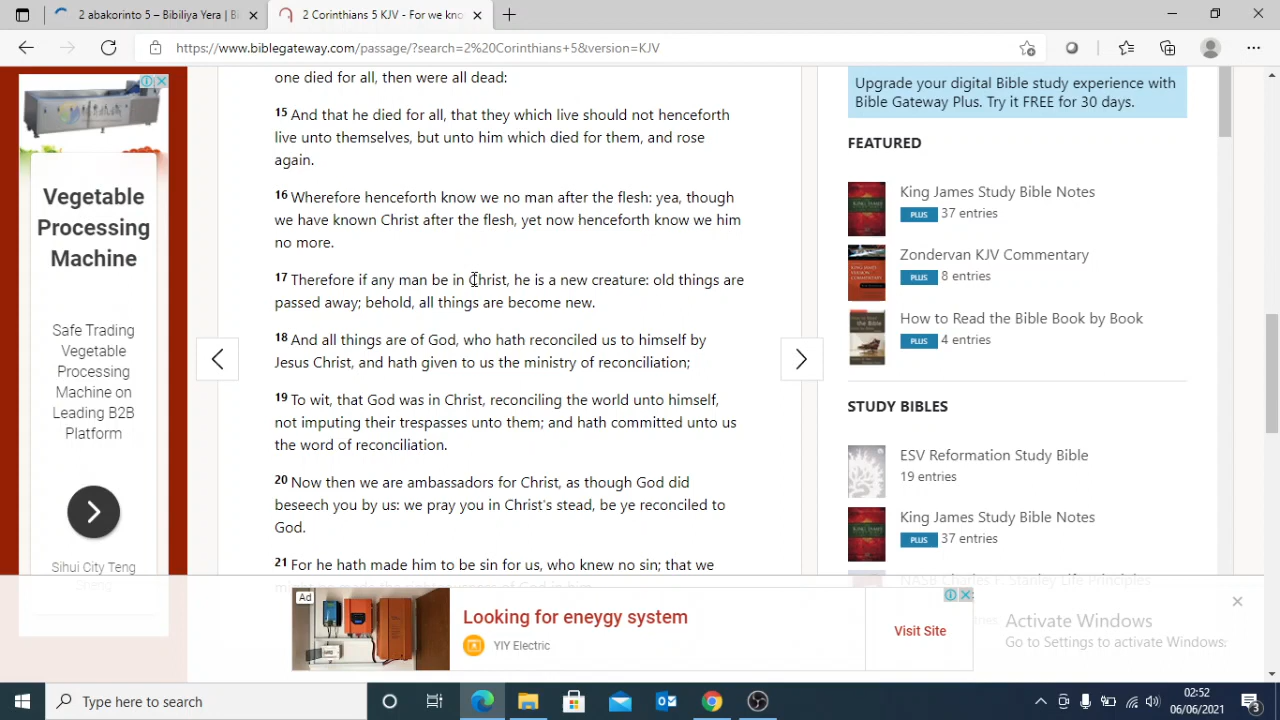 2 Corinthians 5 NLV | Bi
2 Corinthians 5 KJV - Therefor
https://www.biblegateway.com/passage/?search=2%20Corinthians+5&version=KJV
Vegetable
Processing
Machine
Safe Trading
Vegetable
Processing
Machine on
Leading B2B
Platform
Sihui City Teng
one died for all, then were all dead:
15 And that he died for all, that they which live should not henceforth
live unto themselves, but unto him which died for them, and rose
again.
16 Wherefore henceforth know we no man after the flesh: yea, though
we have known Christ after the flesh, yet now henceforth know we him
no more.
17 Therefore if any man be in Christ, he is a new creature: old things are
passed away; behold, all things are become new.
18 And all things are of God, who hath reconciled us to himself by
Jesus Christ, and hath given to us the ministry of reconciliation;
19 To wit, that God was in Christ, reconciling the world unto himself,
not imputing their trespasses unto them; and hath committed unto us
the word of reconciliation.
20 Now then we are ambassadors for Christ, as though God did
beseech you by us: we pray you in Christ's stead, be ye reconciled to
God.
21 For he hath made him to be sin for us, who knew no sin; that we
Upgrade your digital Bible study experience with
Bible Gateway Plus. Try it FREE for 30 days.
FEATURED
King James Study Bible Notes
PLUS 37 entries
Zondervan KJV Commentary
PLUS 8 entries
How to Read the Bible Book by Book
PLUS 4 entries
STUDY BIBLES
ESV Reformation Study Bible
19 entries
King James Study Bible Notes
PLUS 37 entries
NASB Charles F. Stanley Life Principles
Ad
Looking for eneygy system
YIY Electric
Visit Site
Activate Windows
Go to Settings to activate Windows.
Type here to search
02:52
06/06/2021
3